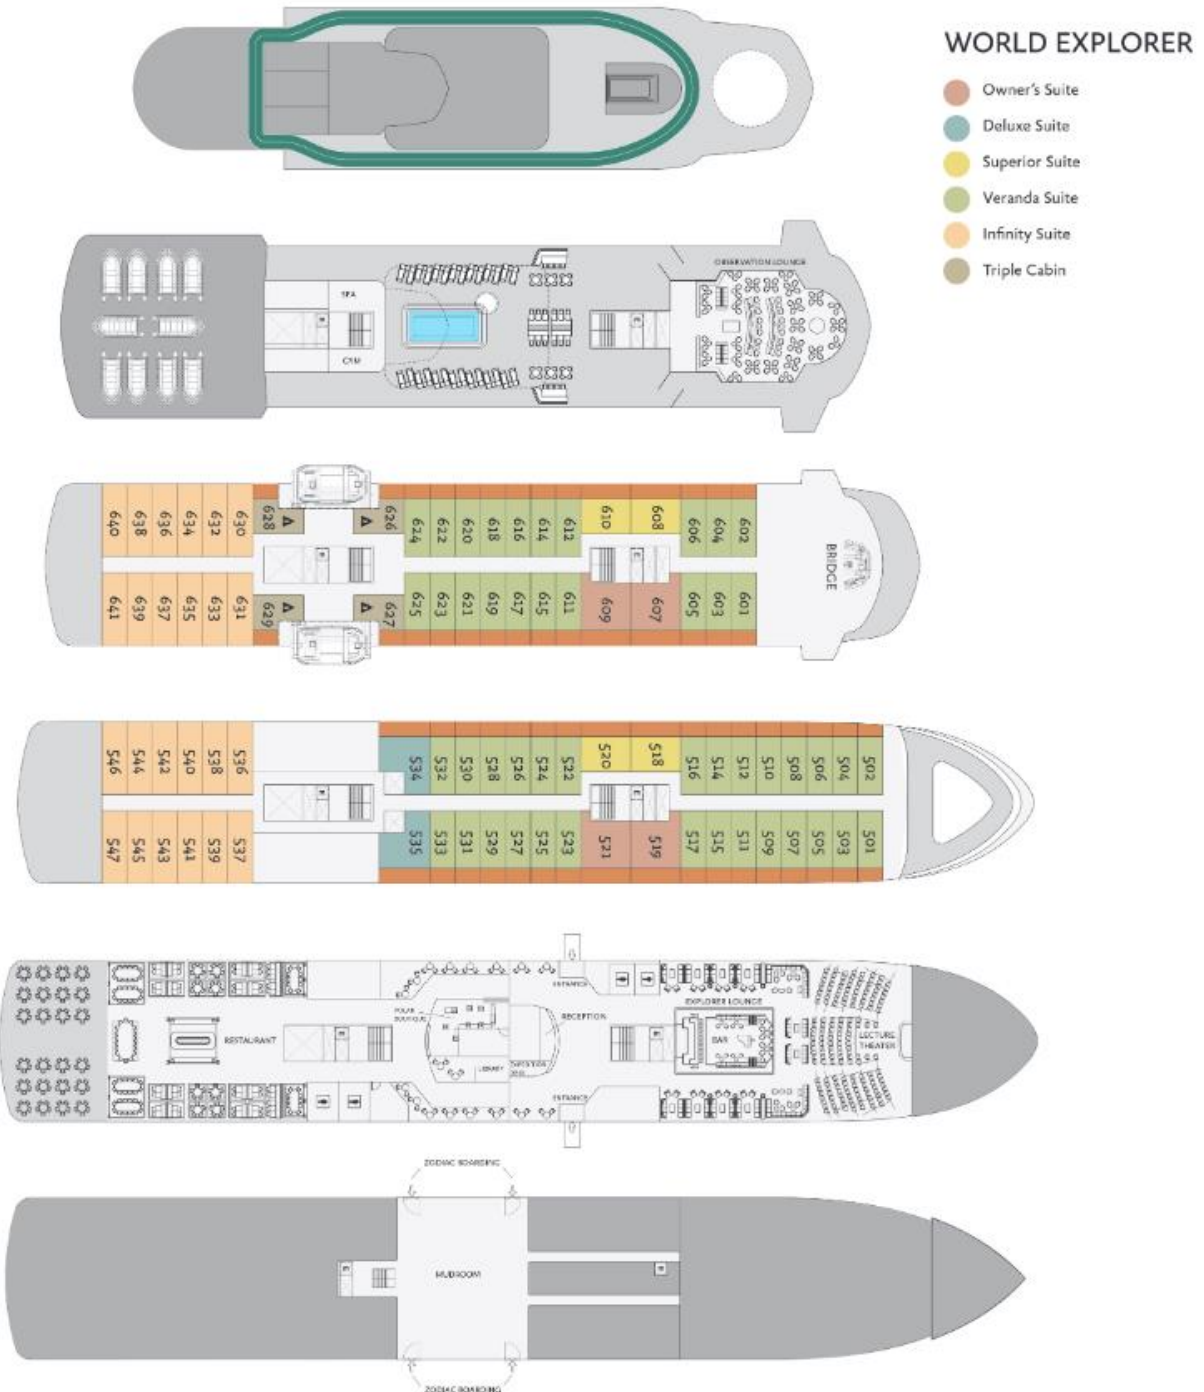 WORLD EXPLORER
Owner's Suite
Deluxe Suite
Superior Suite
Veranda Suite
Infinity Suite
Triple Cabin
OBSERVATION LOUNGE
SPA
GYM
640 638 636 634 632 630 628 626 624 622 620 618 616 614 612 610 608 606 604 602
BRIDGE
641 639 637 635 633 631 629 627 625 623 621 619 617 615 611 609 607 605 603 601
546 544 542 540 538 536 534 532 530 528 526 524 522 520 518 516 514 512 510 508 506 504 502
547 545 543 541 539 537 535 533 531 529 527 525 523 521 519 517 515 511 509 507 505 503 501
ENTRANCE
EXPLORER LOUNGE
POLAR
BOUTIQUE
RECEPTION
RESTAURANT
BAR
LECTURE
THEATER
LIBRARY
EXPEDITION
DESK
ENTRANCE
ZODIAC BOARDING
MUDROOM
ZODIAC BOARDING